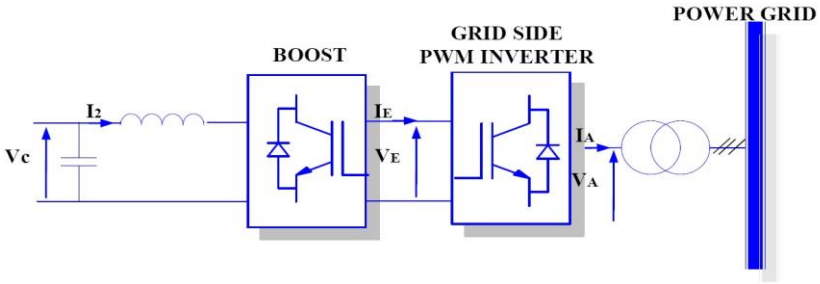 POWER GRID
GRID SIDE
PWM INVERTER
BOOST
I2
IE
IA
Vc
VE
VA